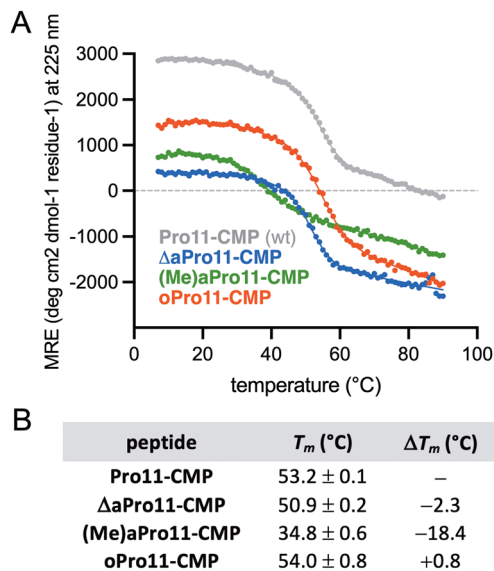 A
MRE (deg cm2 dmol-1 residue-1) at 225 nm
3000
2000
1000
0
-1000
-2000
Pro11-CMP (wt)
ΔaPro11-CMP
(Me)aPro11-CMP
oPro11-CMP
0 20 40 60 80 100
temperature (°C)
B
peptide Tm (°C) ΔTm (°C)
Pro11-CMP 53.2 ± 0.1 –
ΔaPro11-CMP 50.9 ± 0.2 −2.3
(Me)aPro11-CMP 34.8 ± 0.6 −18.4
oPro11-CMP 54.0 ± 0.8 +0.8